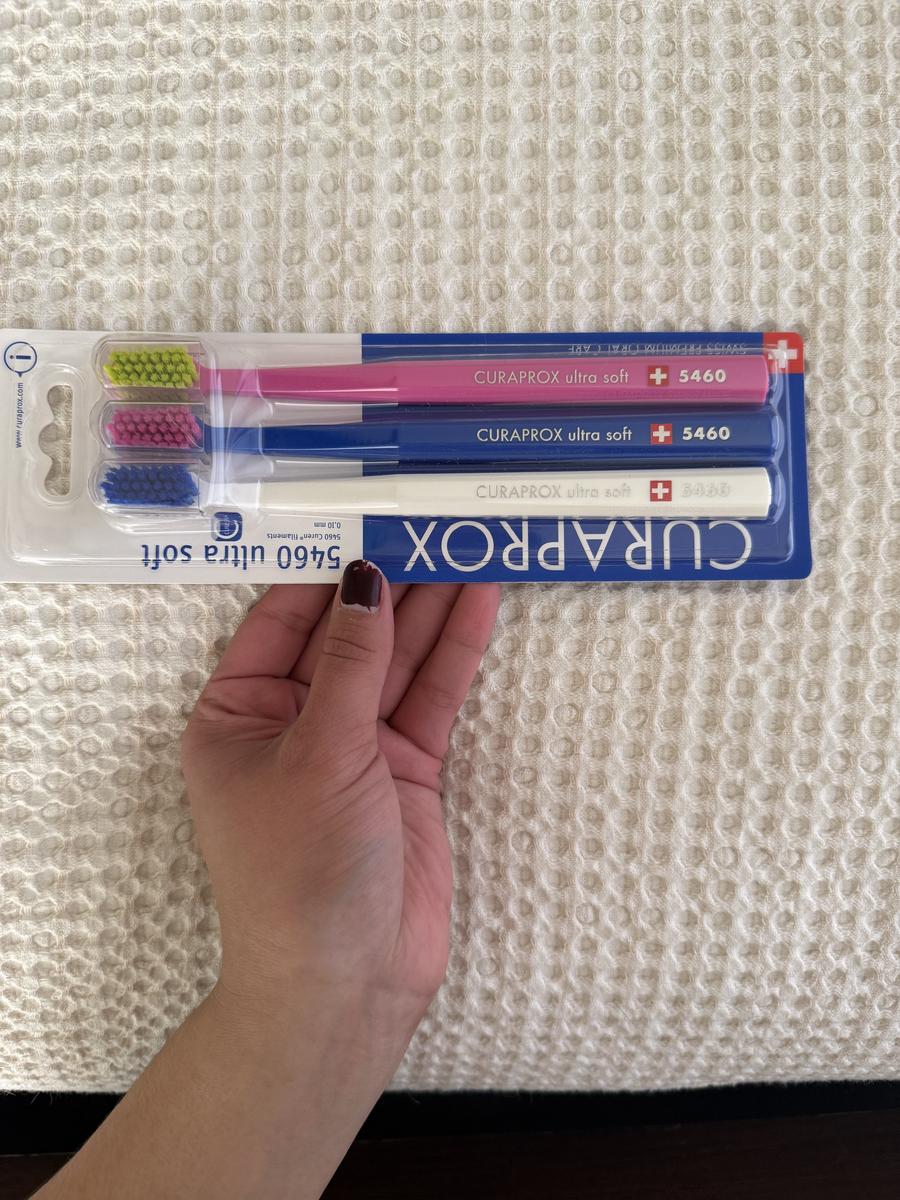 CURAPROX ultra soft 5460
CURAPROX ultra soft 5460
CURAPROX ultra soft 5460
SWISS PREMIUM ORAL CARE
CURAPROX
5460 ultra soft
5460 Curen® filaments
0,10 mm
www.curaprox.com
i